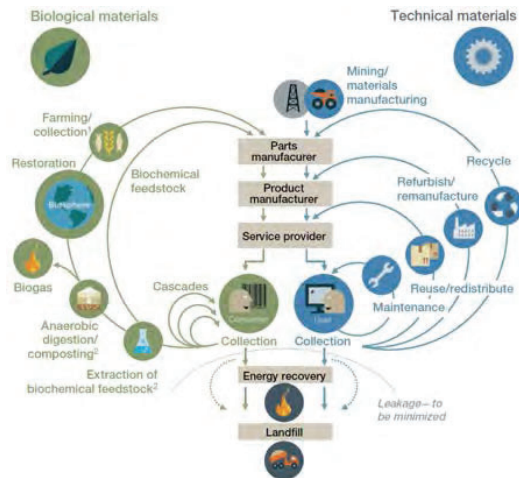 Biological materials
Technical materials
Mining/
materials
manufacturing
Farming/
collection¹
Parts
manufacurer
Restoration
Biochemical
feedstock
Recycle
Biosphere
Product
manufacturer
Refurbish/
remanufacture
Service provider
Biogas
Cascades
Consumer
User
Reuse/redistribute
Maintenance
Anaerobic
digestion/
composting²
Collection
Collection
Extraction of
biochemical feedstock²
Energy recovery
Leakage—to
be minimized
Landfill